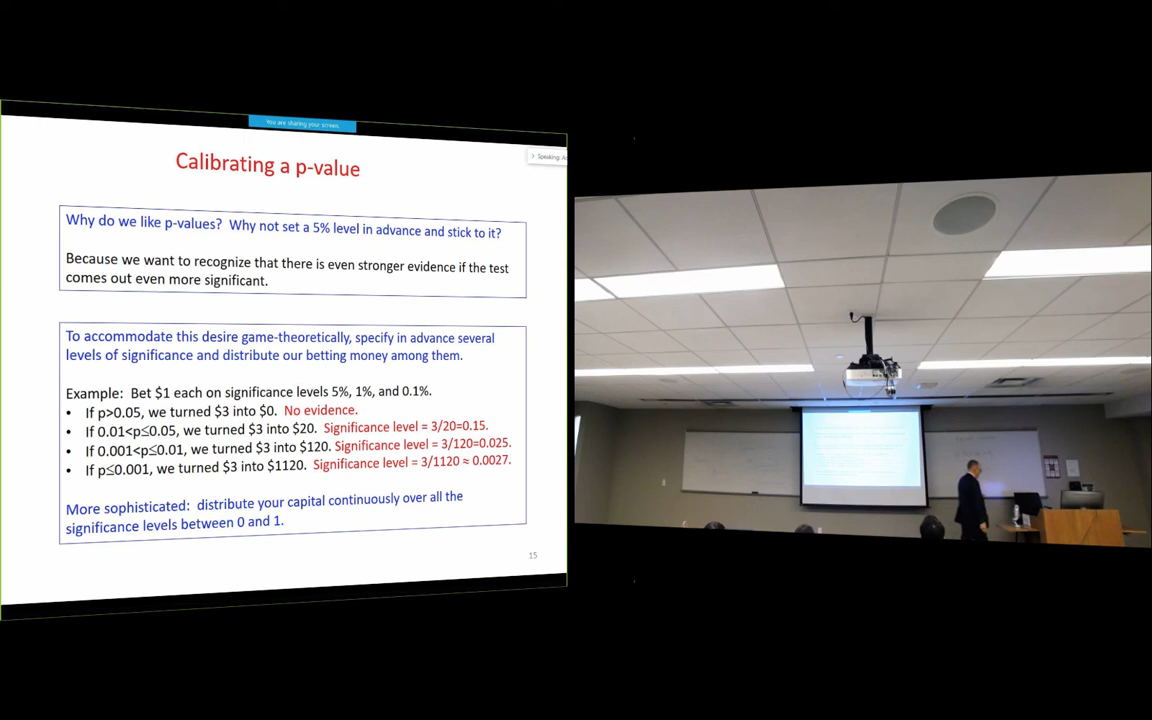 You are sharing your screen.
Speaking:
Calibrating a p-value
Why do we like p-values? Why not set a 5% level in advance and stick to it?
Because we want to recognize that there is even stronger evidence if the test
comes out even more significant.
To accommodate this desire game-theoretically, specify in advance several
levels of significance and distribute our betting money among them.
Example: Bet $1 each on significance levels 5%, 1%, and 0.1%.
• If p>0.05, we turned $3 into $0. No evidence.
• If 0.01<p≤0.05, we turned $3 into $20. Significance level = 3/20=0.15.
• If 0.001<p≤0.01, we turned $3 into $120. Significance level = 3/120=0.025.
• If p≤0.001, we turned $3 into $1120. Significance level = 3/1120 ≈ 0.0027.
More sophisticated: distribute your capital continuously over all the
significance levels between 0 and 1.
15